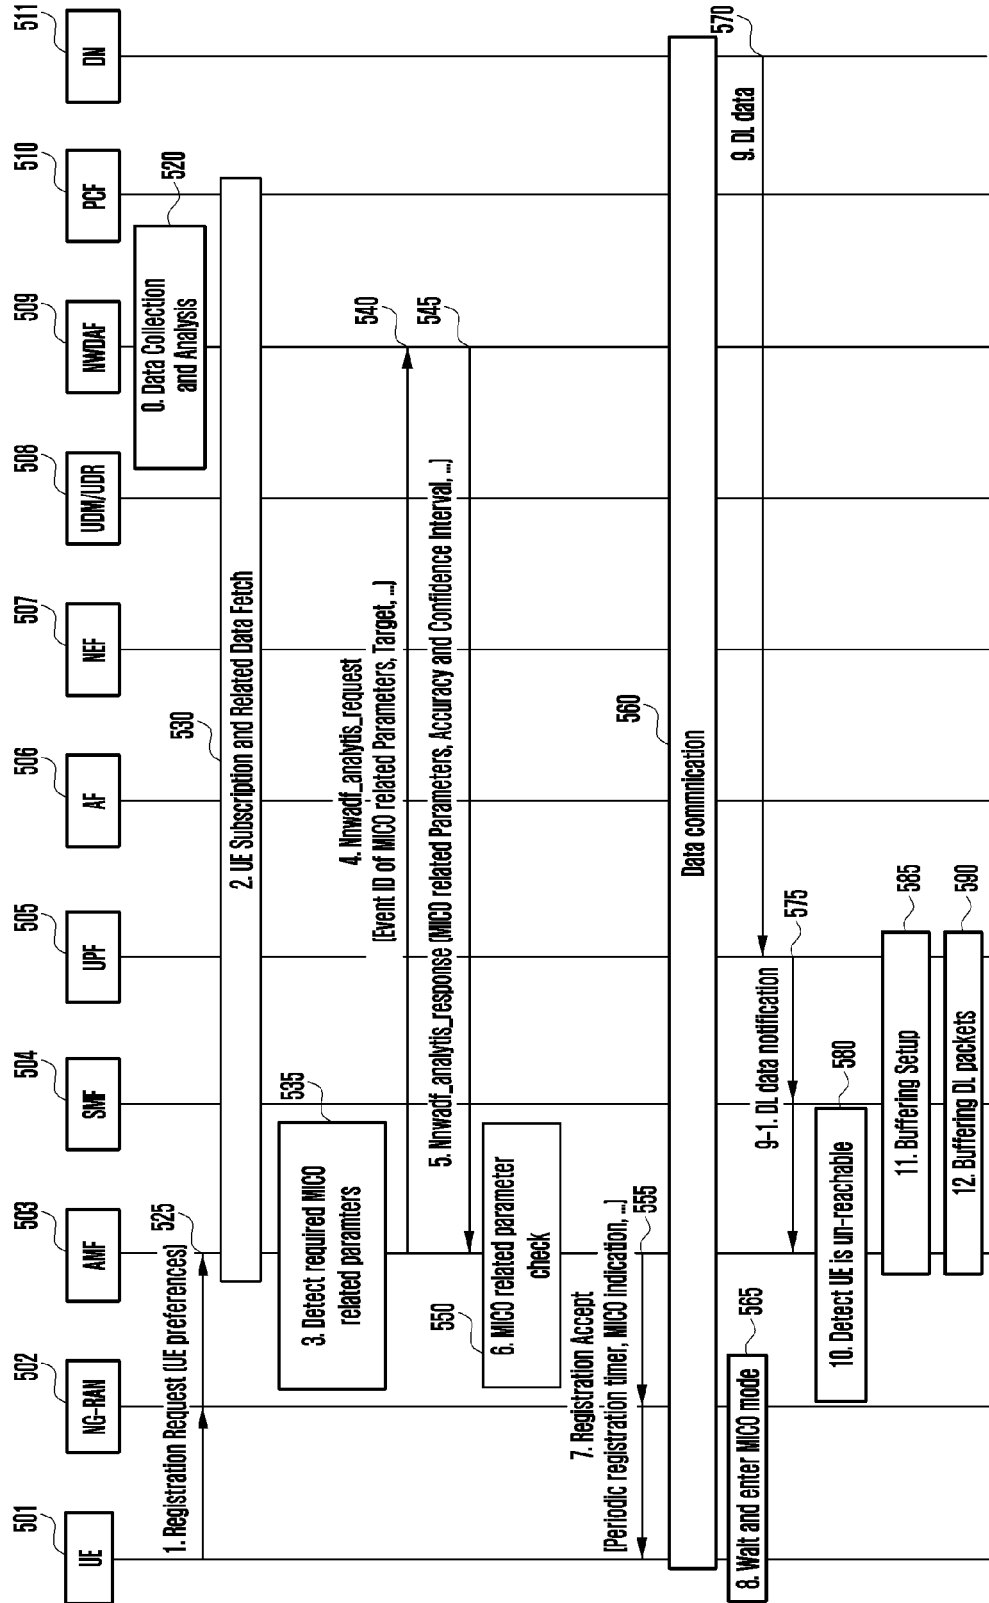 501
502
503
504
505
506
507
508
509
510
511
UE
NG-RAN
AMF
SMF
UPF
AF
NEF
UDM/UDR
NWDAF
PCF
DN
0. Data Collection
and Analysis
520
1. Registration Request (UE preferences)
525
2. UE Subscription and Related Data Fetch
530
3. Detect required MICO
related paramters
535
4. Nnwadf_analytis_request
(Event ID of MICO related Parameters, Target, ...)
540
5. Nnwadf_analytis_response (MICO related Parameters, Accuracy and Confidence Interval, ...)
545
6. MICO related parameter
check
550
7. Registration Accept
(Periodic registration timer, MICO indication, ...)
555
Data commnication
560
8. Wait and enter MICO mode
565
9. DL data
570
9-1. DL data notification
575
10. Detect UE is un-reachable
580
11. Buffering Setup
585
12. Buffering DL packets
590